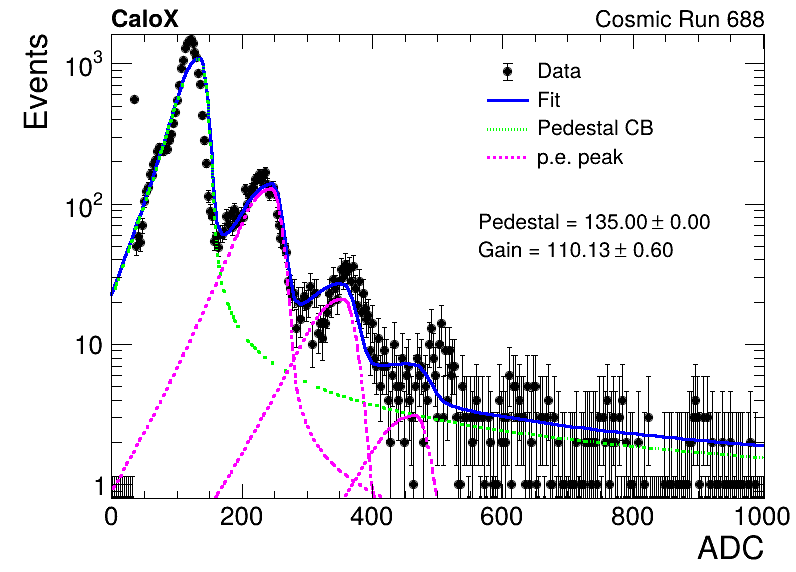 CaloX Cosmic Run 688
Events
10³
10²
10
1
Data
Fit
Pedestal CB
p.e. peak
Pedestal = 135.00 ± 0.00
Gain = 110.13 ± 0.60
0 200 400 600 800 1000
ADC